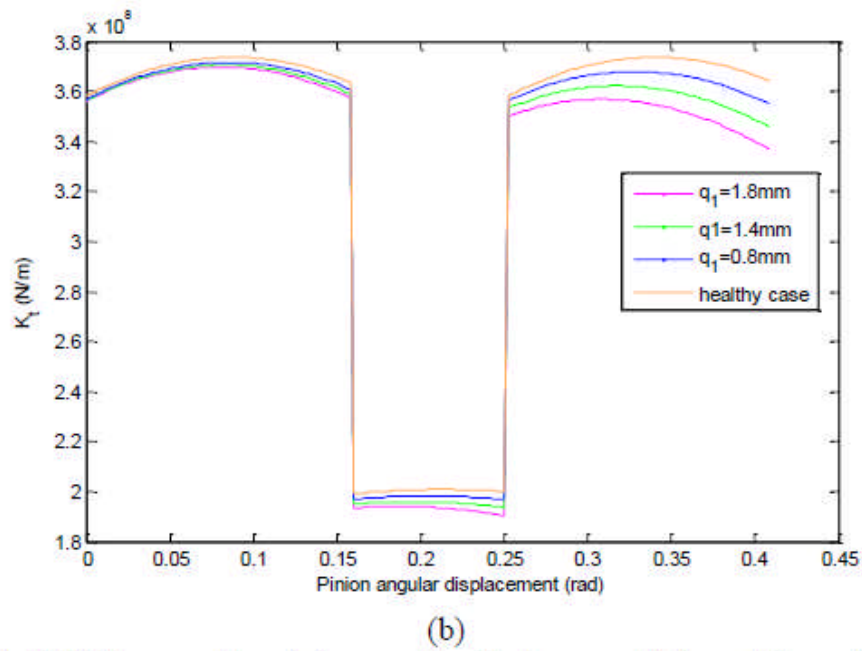 x 10⁸
3.8
3.6
3.4
3.2
3
2.8
2.6
2.4
2.2
2
1.8
K_t (N/m)
q_1=1.8mm
q1=1.4mm
q_1=0.8mm
healthy case
0 0.05 0.1 0.15 0.2 0.25 0.3 0.35 0.4 0.45
Pinion angular displacement (rad)
(b)